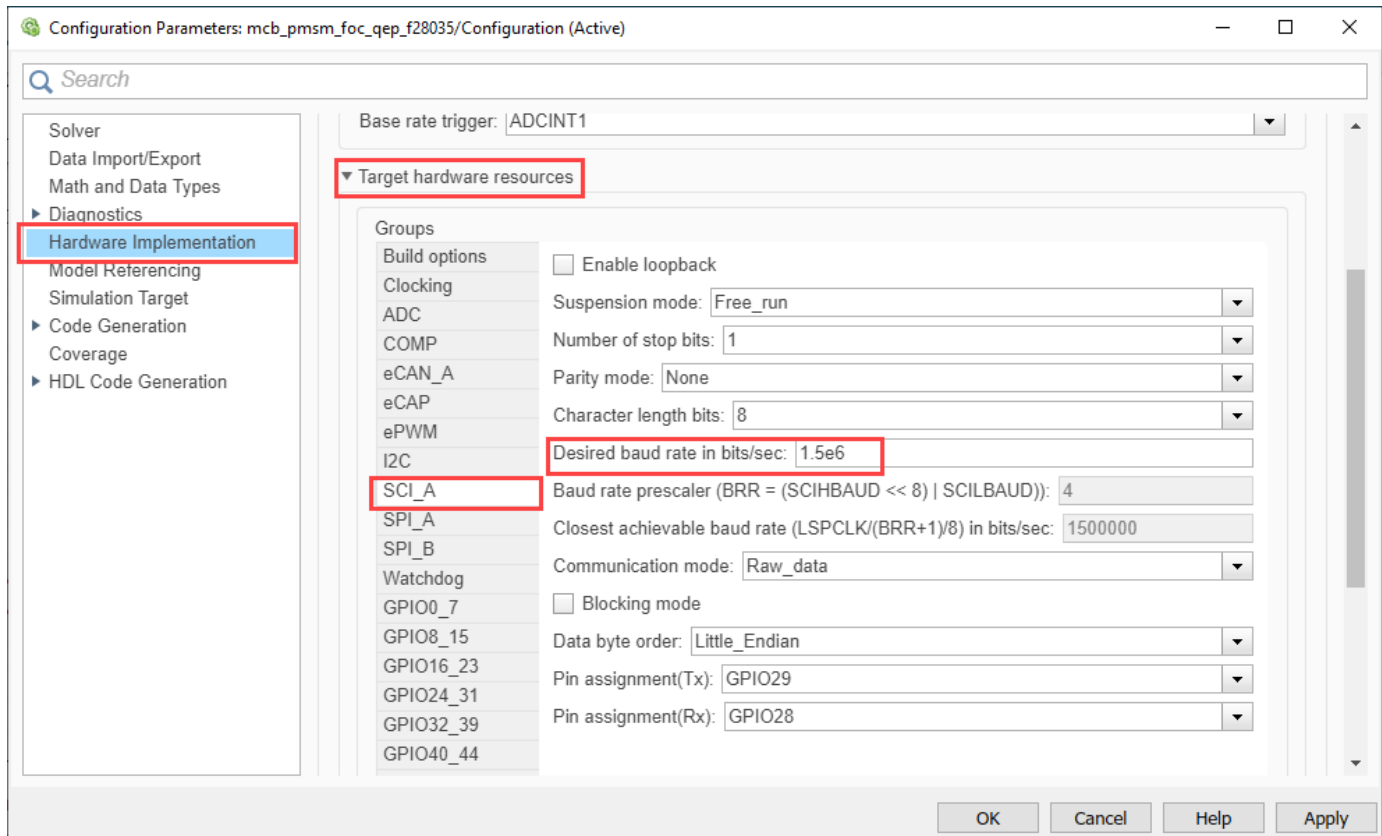 Configuration Parameters: mcb_pmsm_foc_qep_f28035/Configuration (Active)
Search
Solver
Data Import/Export
Math and Data Types
Diagnostics
Hardware Implementation
Model Referencing
Simulation Target
Code Generation
Coverage
HDL Code Generation
Base rate trigger: ADCINT1
Target hardware resources
Groups
Build options
Clocking
ADC
COMP
eCAN_A
eCAP
ePWM
I2C
SCI_A
SPI_A
SPI_B
Watchdog
GPIO0_7
GPIO8_15
GPIO16_23
GPIO24_31
GPIO32_39
GPIO40_44
Enable loopback
Suspension mode: Free_run
Number of stop bits: 1
Parity mode: None
Character length bits: 8
Desired baud rate in bits/sec: 1.5e6
Baud rate prescaler (BRR = (SCIHBAUD << 8) | SCILBAUD)): 4
Closest achievable baud rate (LSPCLK/(BRR+1)/8) in bits/sec: 1500000
Communication mode: Raw_data
Blocking mode
Data byte order: Little_Endian
Pin assignment(Tx): GPIO29
Pin assignment(Rx): GPIO28
OK Cancel Help Apply